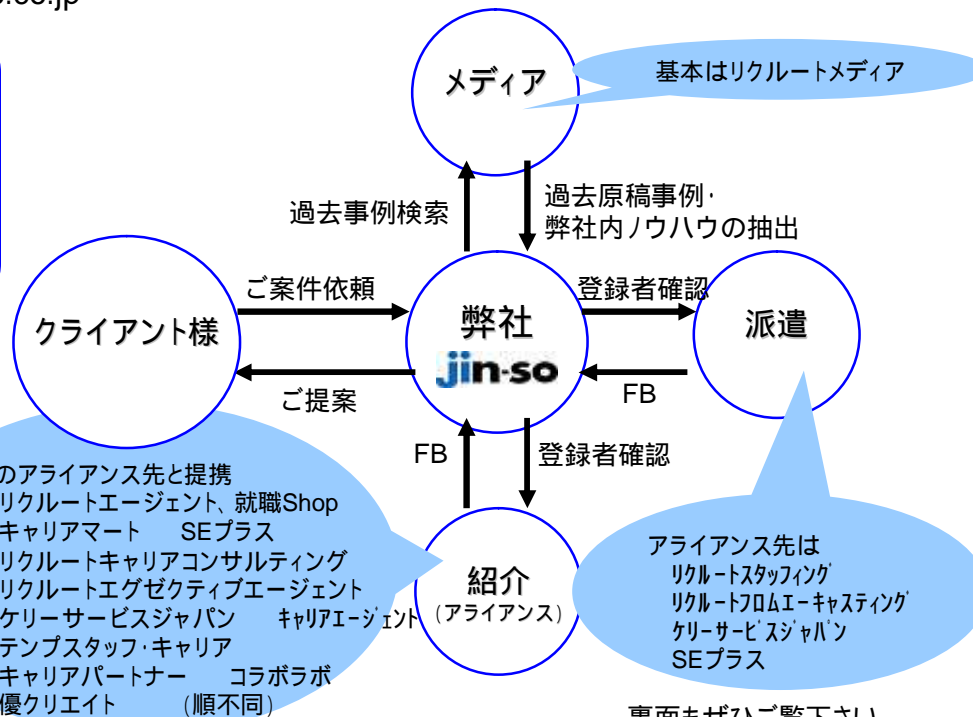 メディア
基本はリクルートメディア
過去事例検索
過去原稿事例・
弊社内ノウハウの抽出
クライアント様
ご案件依頼
ご提案
弊社
jin-so
登録者確認
FB
派遣
FB
登録者確認
紹介
(アライアンス)
のアライアンス先と提携
リクルートエージェント、就職Shop
キャリアマート　SEプラス
リクルートキャリアコンサルティング
リクルートエグゼクティブエージェント
ケリーサービスジャパン　ｷｬﾘｱｴｰｼﾞｪﾝﾄ
テンプスタッフ・キャリア
キャリアパートナー　コラボラボ
優クリエイト　(順不同)
アライアンス先は
ﾘｸﾙｰﾄｽﾀｯﾌｨﾝｸﾞ
ﾘｸﾙｰﾄﾌﾛﾑｴｰｷｬｽﾃｨﾝｸﾞ
ｹﾘｰｻｰﾋﾞｽｼﾞｬﾊﾟﾝ
SEプラス
裏面もぜひご覧下さい